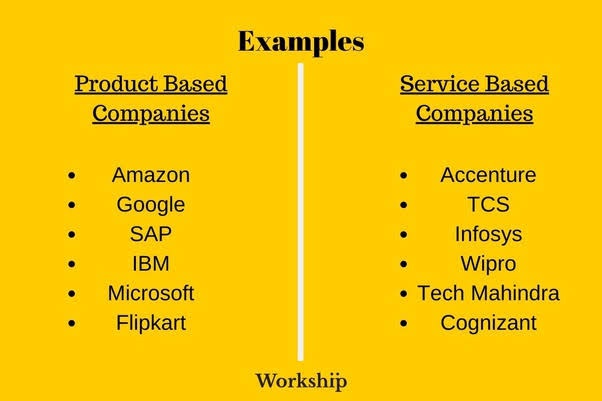 Examples
Product Based
Companies
• Amazon
• Google
• SAP
• IBM
• Microsoft
• Flipkart
Service Based
Companies
• Accenture
• TCS
• Infosys
• Wipro
• Tech Mahindra
• Cognizant
Workship